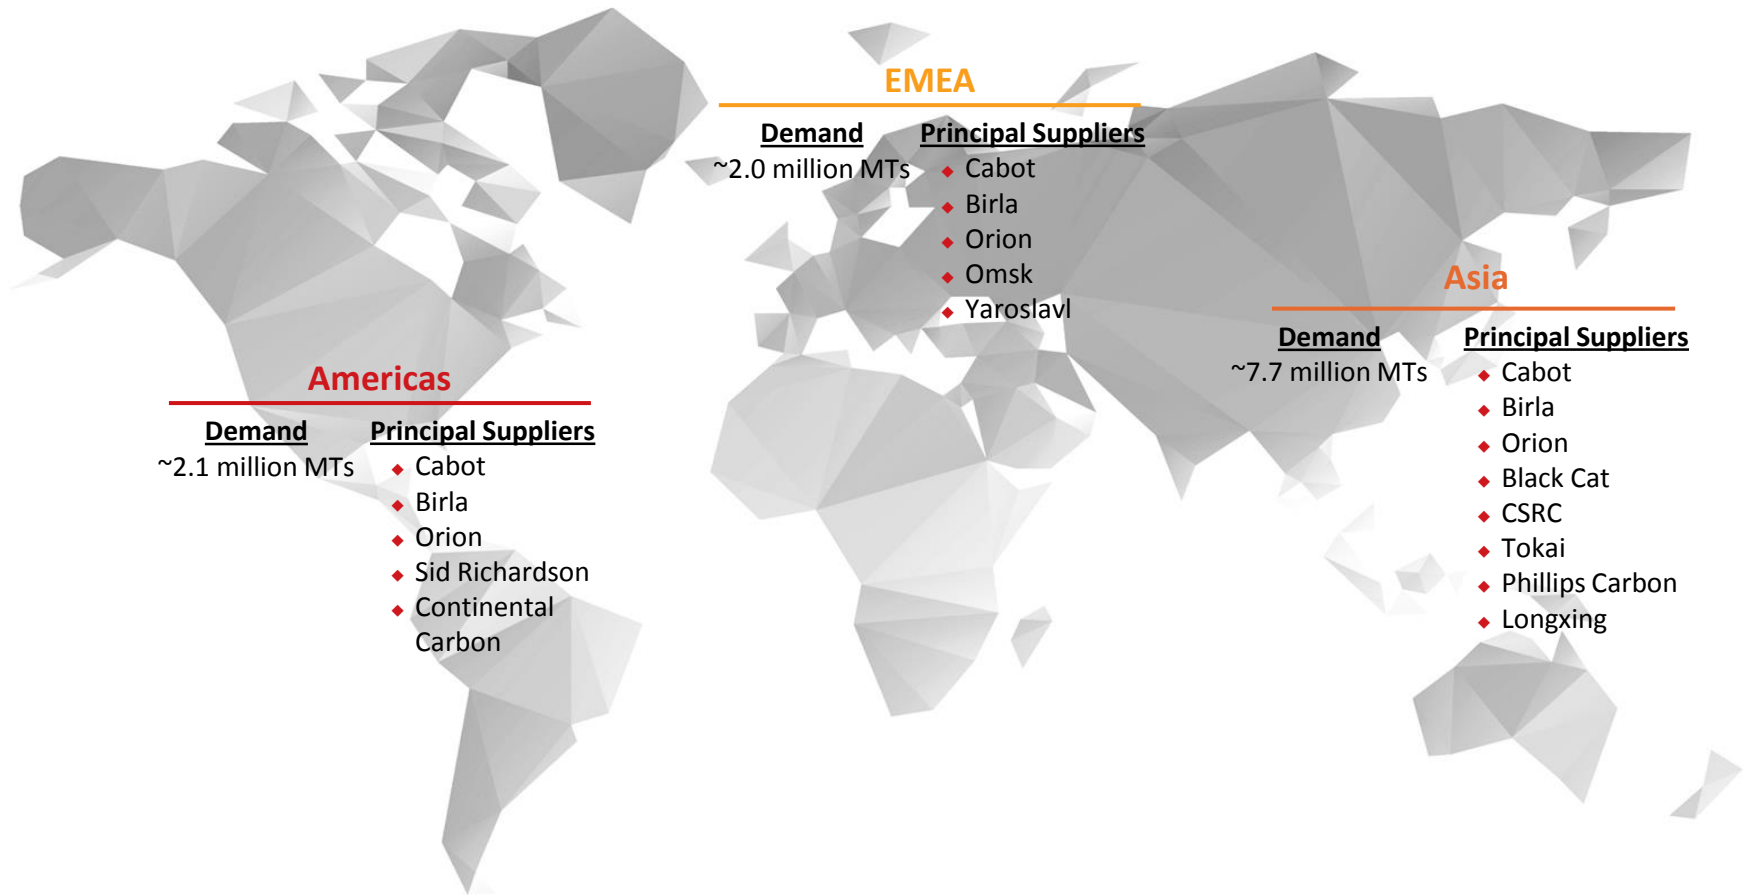 EMEA
Demand Principal Suppliers
~2.0 million MTs
Cabot
Birla
Orion
Omsk
Yaroslavl
Asia
Demand Principal Suppliers
~7.7 million MTs
Cabot
Birla
Orion
Black Cat
CSRC
Tokai
Phillips Carbon
Longxing
Americas
Demand Principal Suppliers
~2.1 million MTs
Cabot
Birla
Orion
Sid Richardson
Continental
Carbon